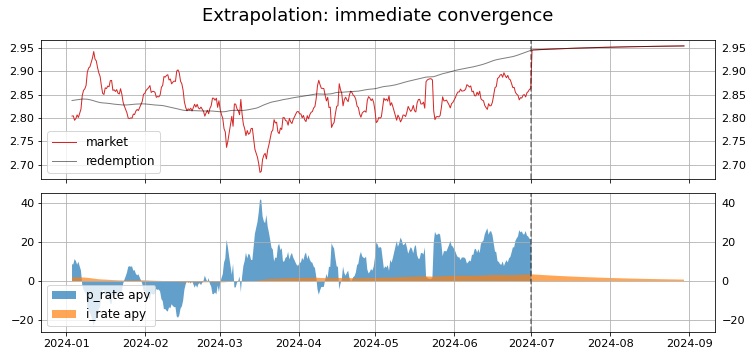 Extrapolation: immediate convergence
2.95 2.95
2.90 2.90
2.85 2.85
2.80 2.80
2.75 2.75
2.70 2.70
market
redemption
40 40
20 20
0 0
−20 −20
p_rate apy
i_rate apy
2024-01 2024-02 2024-03 2024-04 2024-05 2024-06 2024-07 2024-08 2024-09